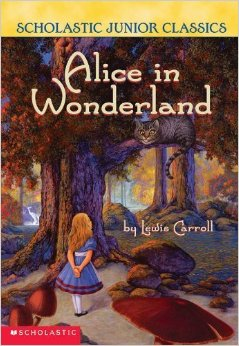 SCHOLASTIC JUNIOR CLASSICS
Alice in
Wonderland
by Lewis Carroll
SCHOLASTIC